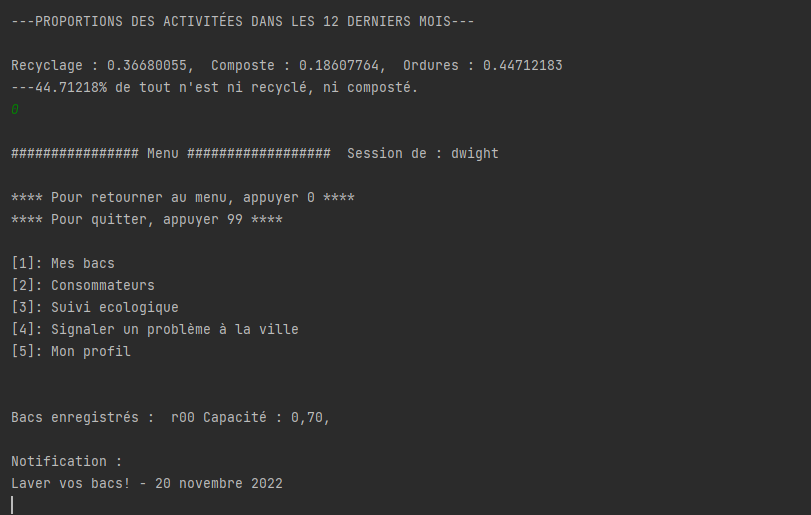 ---PROPORTIONS DES ACTIVITÉES DANS LES 12 DERNIERS MOIS---
Recyclage : 0.36680055,  Composte : 0.18607764,  Ordures : 0.44712183
---44.71218% de tout n'est ni recyclé, ni composté.
0
################ Menu ##################  Session de : dwight
**** Pour retourner au menu, appuyer 0 ****
**** Pour quitter, appuyer 99 ****
[1]: Mes bacs
[2]: Consommateurs
[3]: Suivi ecologique
[4]: Signaler un problème à la ville
[5]: Mon profil
Bacs enregistrés :  r00 Capacité : 0,70,
Notification :
Laver vos bacs! - 20 novembre 2022